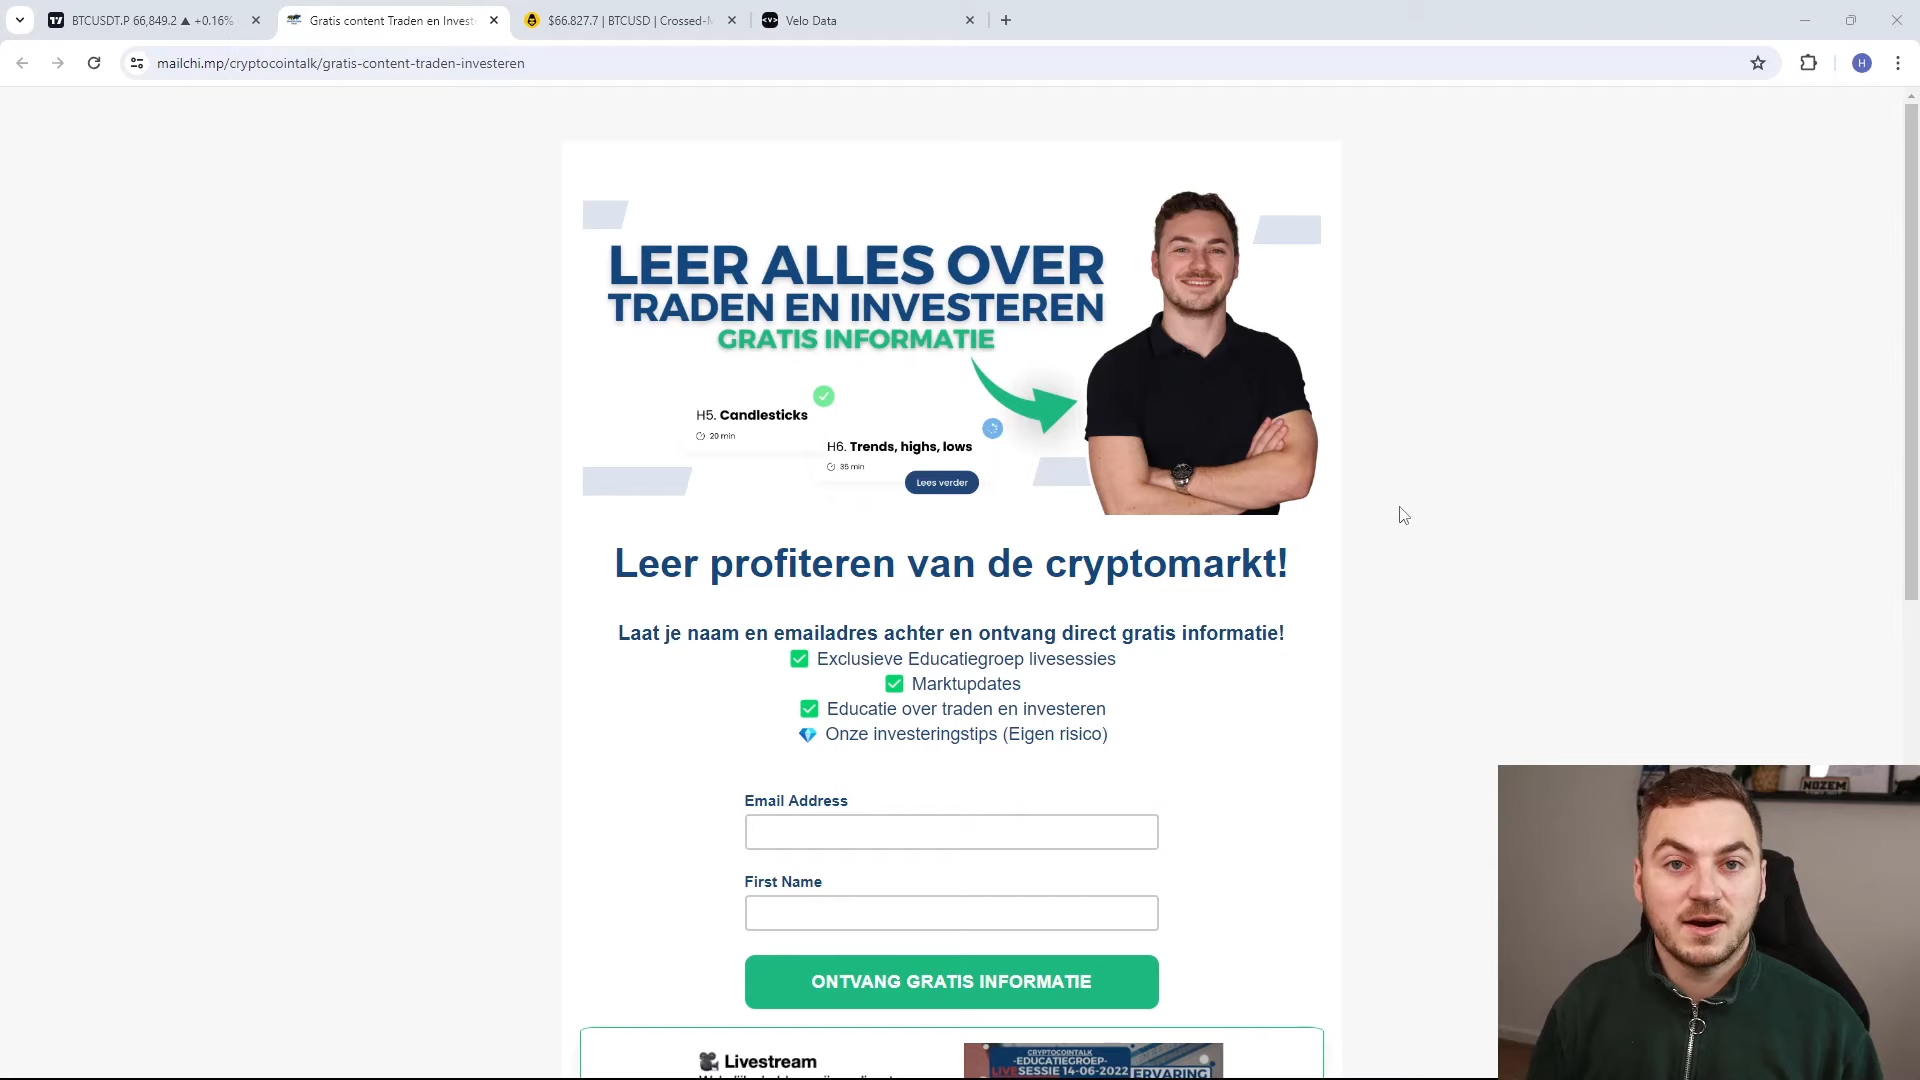 BTCUSDT.P 66,849.2 ▲ +0.16%
Gratis content Traden en Invest
$66.827.7 | BTCUSD | Crossed-M
Velo Data
mailchi.mp/cryptocointalk/gratis-content-traden-investeren
H
LEER ALLES OVER
TRADEN EN INVESTEREN
GRATIS INFORMATIE
H5. Candlesticks
20 min
H6. Trends, highs, lows
35 min
Lees verder
Leer profiteren van de cryptomarkt!
Laat je naam en emailadres achter en ontvang direct gratis informatie!
Exclusieve Educatiegroep livesessies
Marktupdates
Educatie over traden en investeren
Onze investeringstips (Eigen risico)
Email Address
First Name
ONTVANG GRATIS INFORMATIE
Livestream
CRYPTOCOINTALK
-EDUCATIEGROEP-
LIVESESSIE 14-06-2022
ERVARING
NOZEM